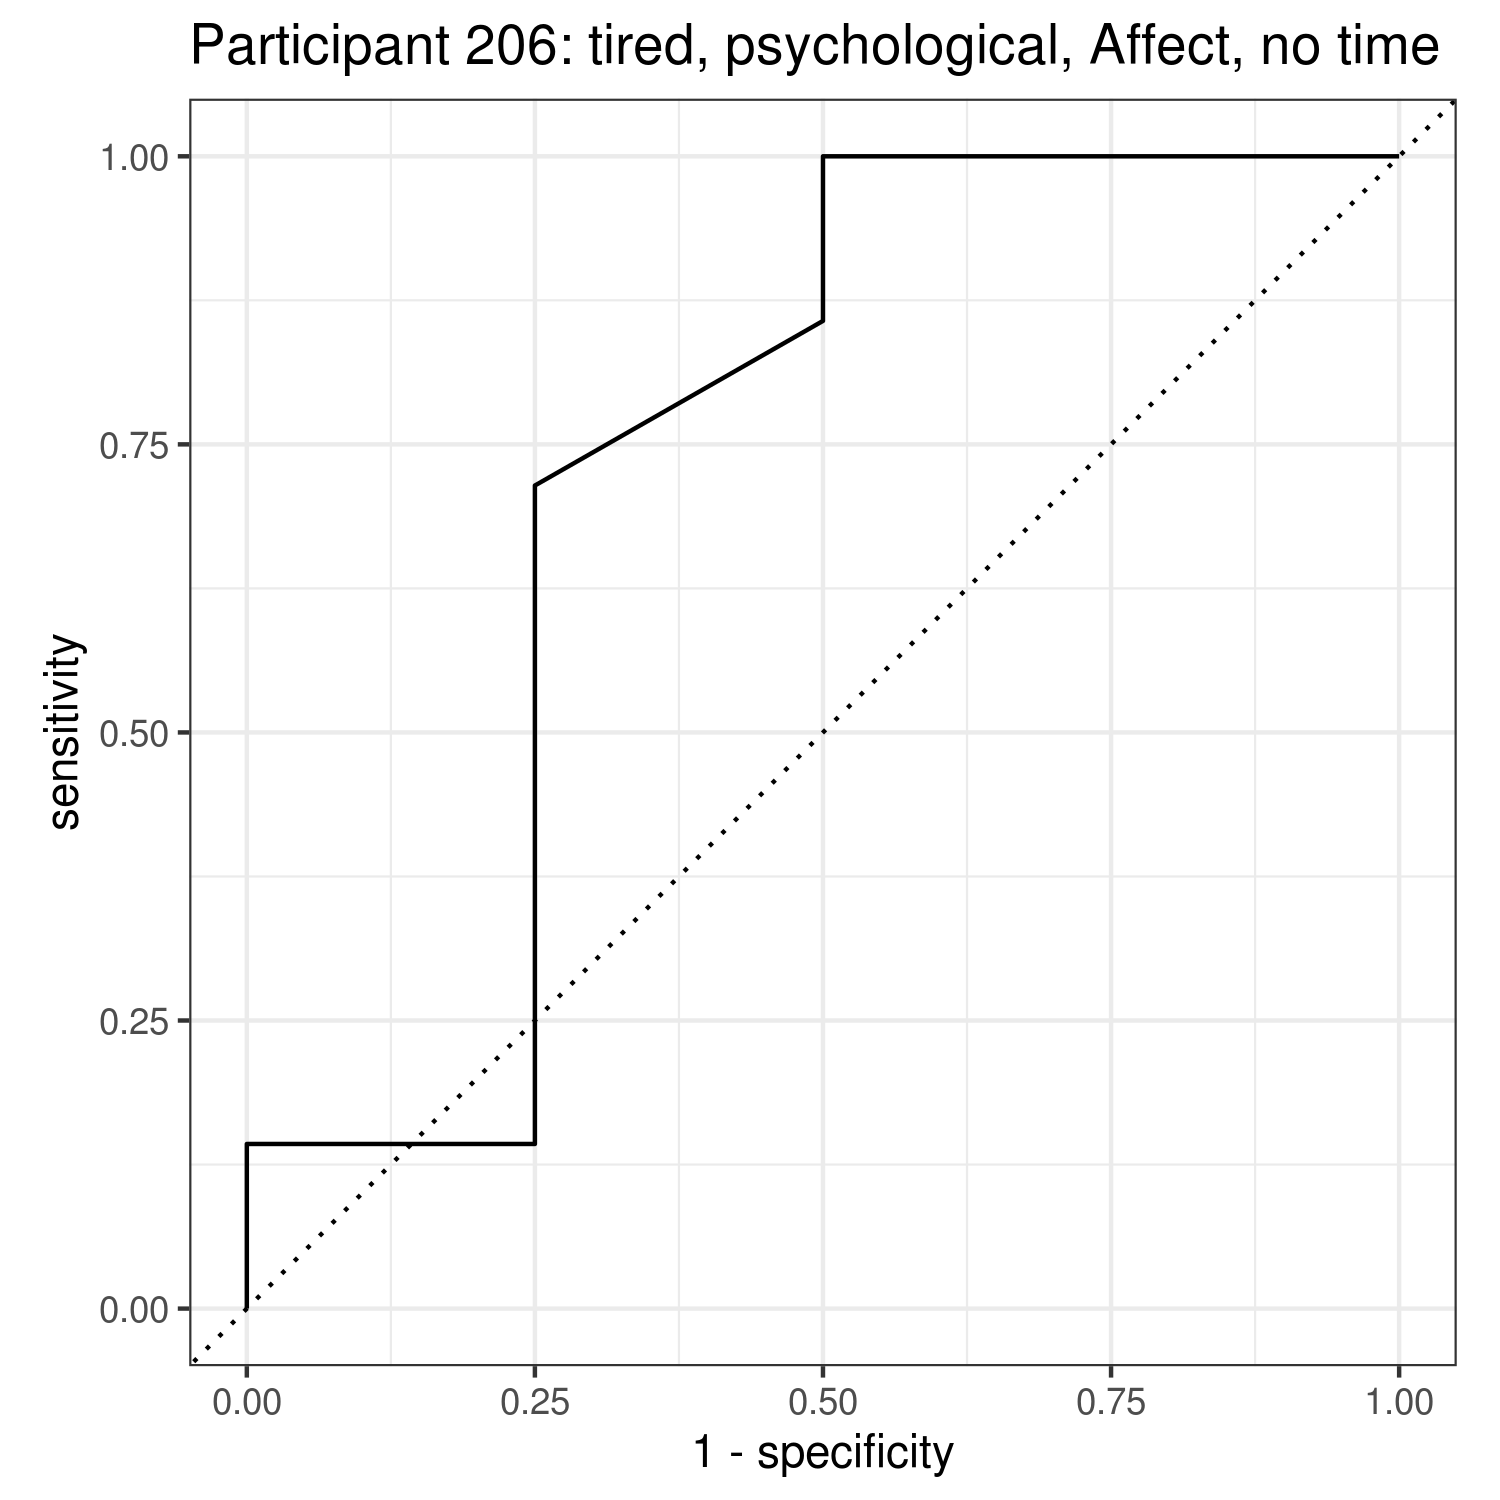 Participant 206: tired, psychological, Affect, no time
1.00
0.75
0.50
0.25
0.00
sensitivity
0.00 0.25 0.50 0.75 1.00
1 - specificity